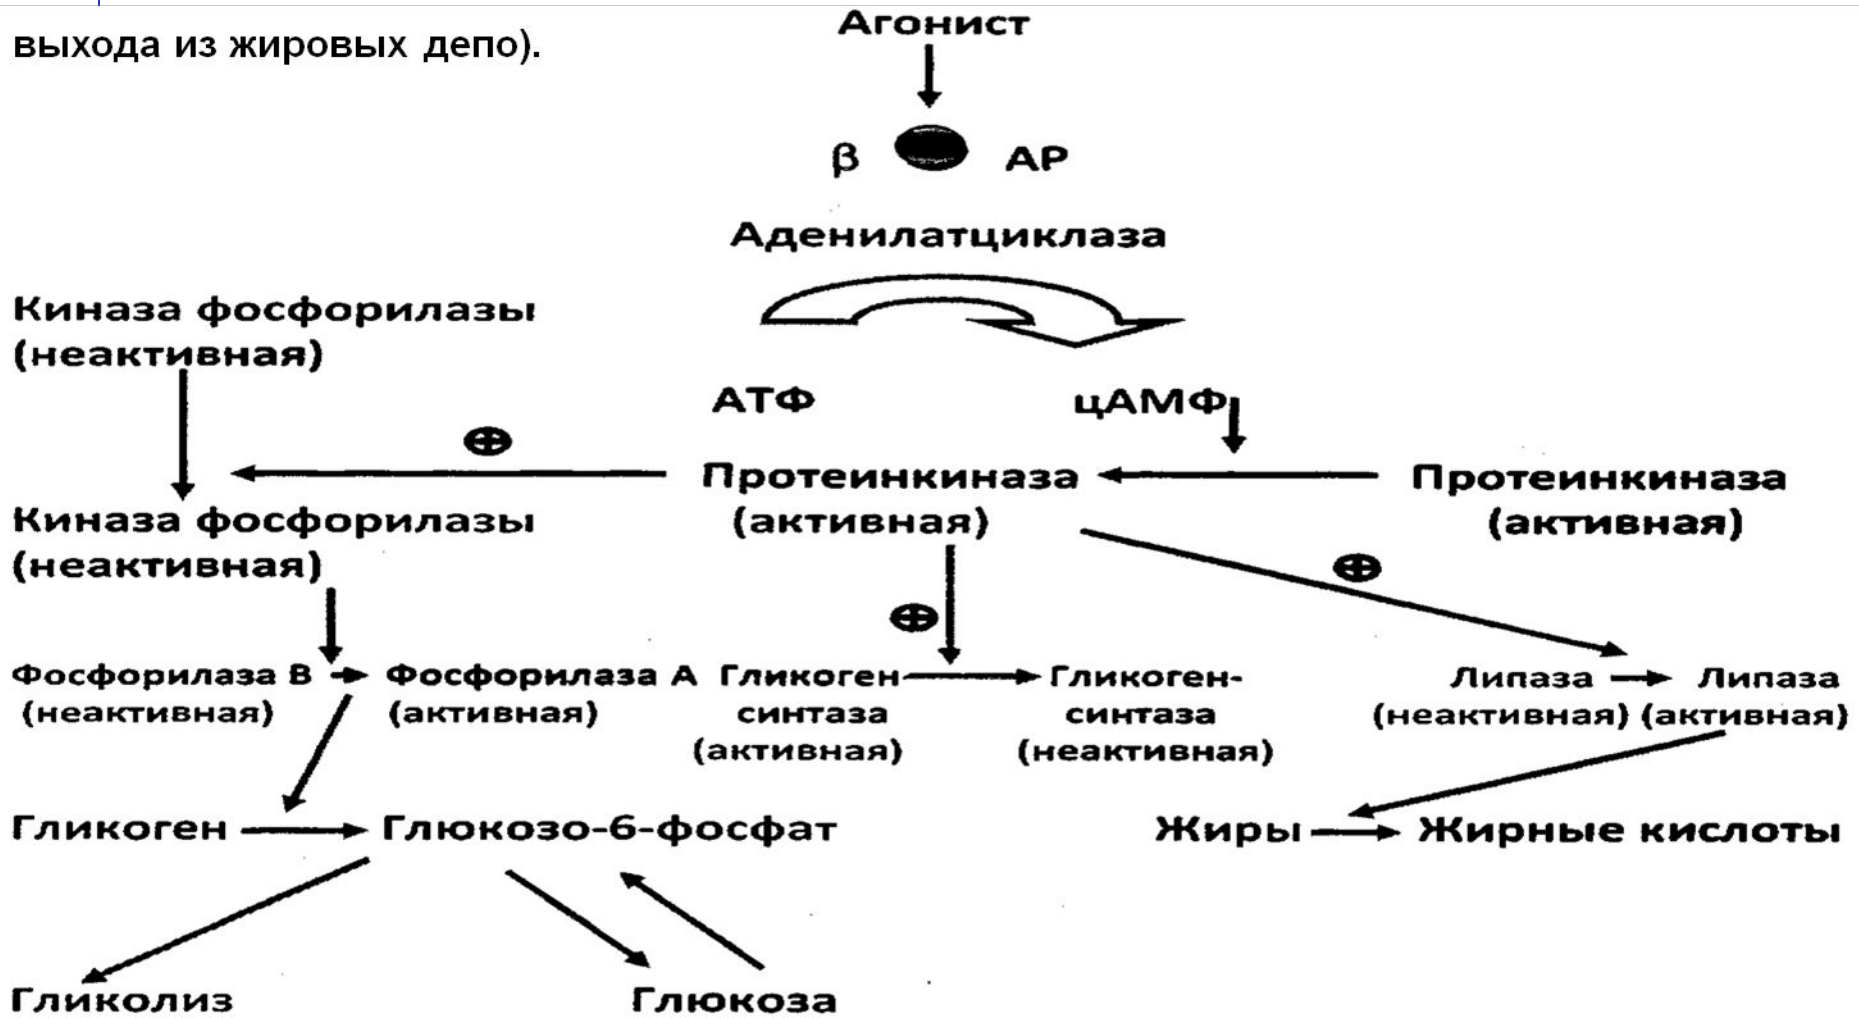 выхода из жировых депо).
Агонист
β АР
Аденилатциклаза
Киназа фосфорилазы
(неактивная)
АТФ цАМФ
Протеинкиназа
(активная)
Протеинкиназа
(активная)
Киназа фосфорилазы
(неактивная)
Фосфорилаза В
(неактивная)
Фосфорилаза А
(активная)
Гликоген
синтаза
(активная)
Гликоген-
синтаза
(неактивная)
Липаза
(неактивная)
Липаза
(активная)
Гликоген
Глюкозо-6-фосфат
Жиры
Жирные кислоты
Гликолиз
Глюкоза